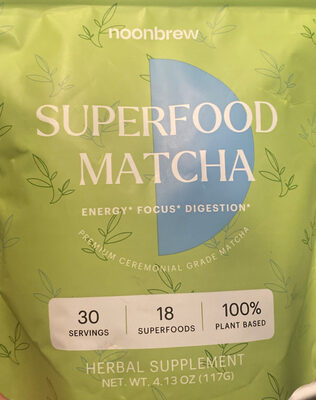 noonbrew
SUPERFOOD
MATCHA
ENERGY* FOCUS* DIGESTION*
PREMIUM CEREMONIAL GRADE MATCHA
30
SERVINGS
18
SUPERFOODS
100%
PLANT BASED
HERBAL SUPPLEMENT
NET. WT. 4.13 OZ (117G)